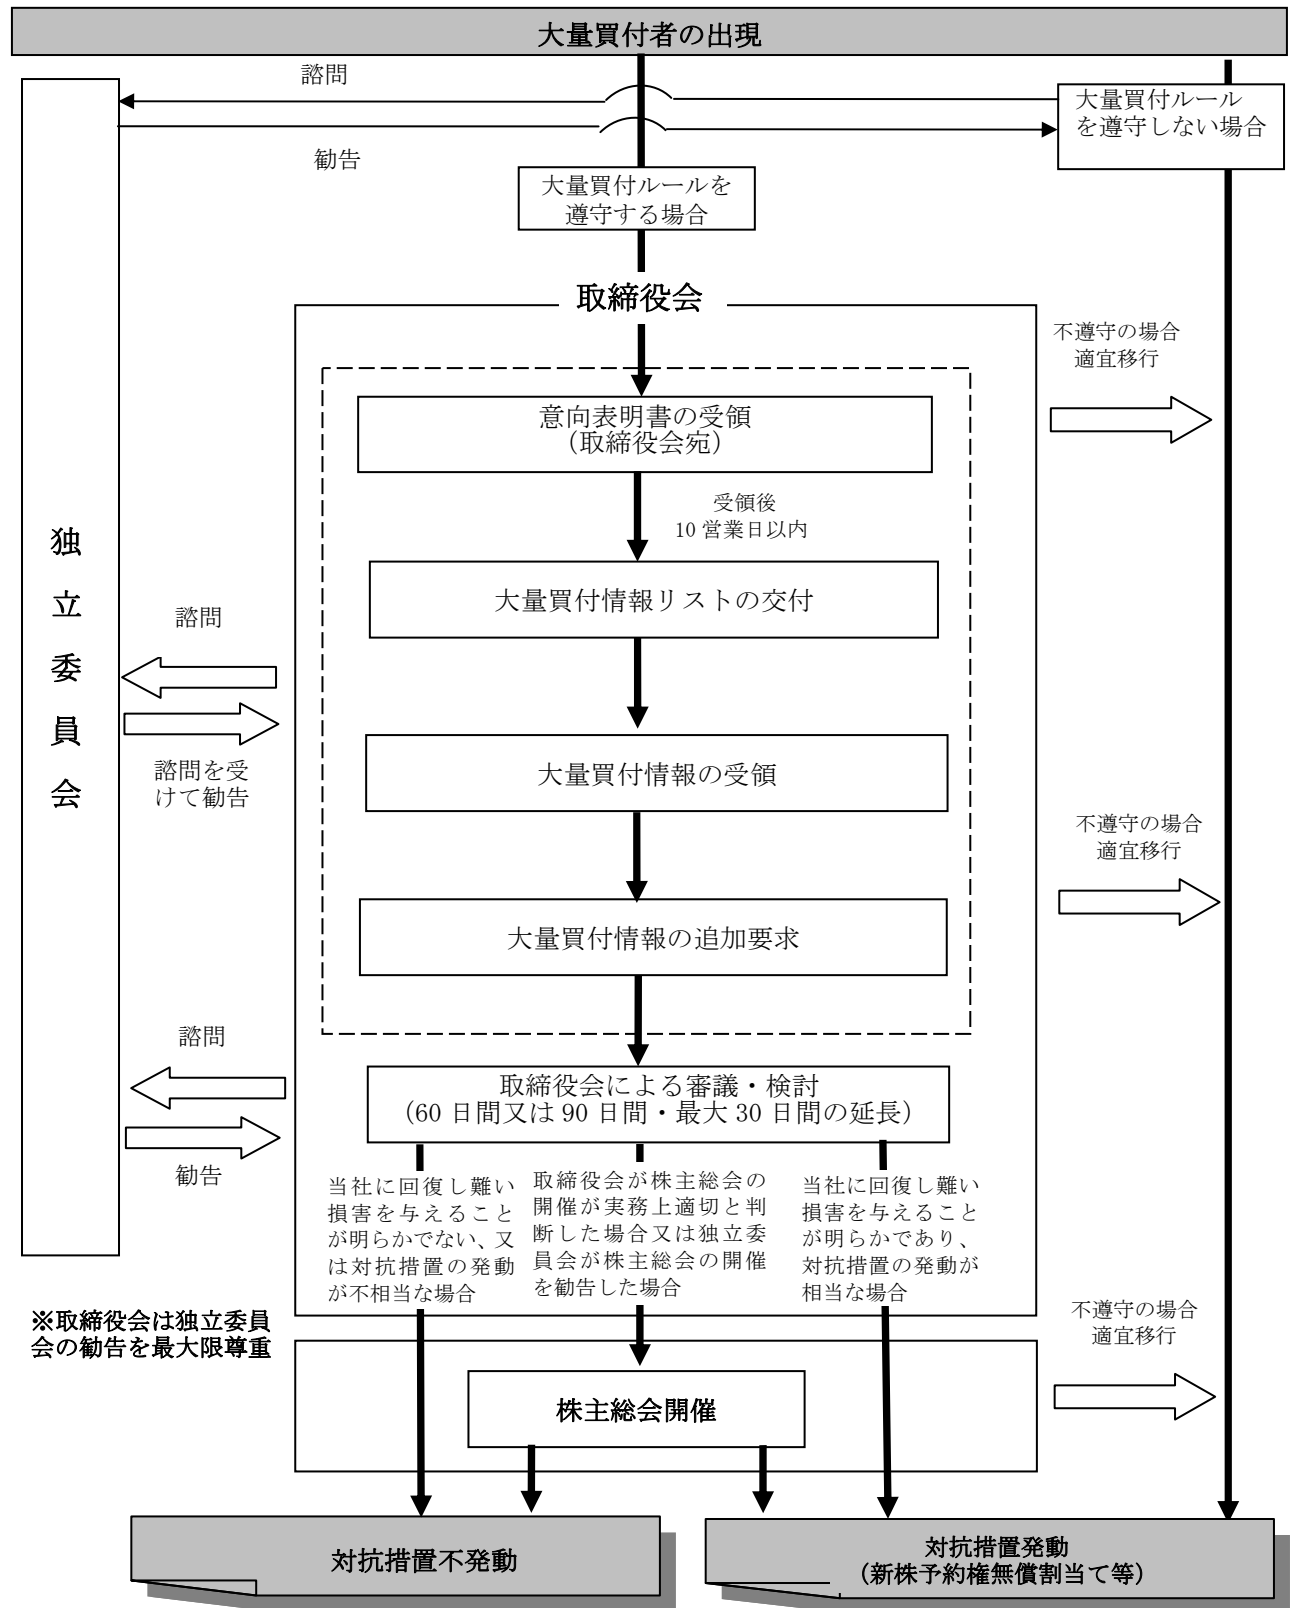 大量買付者の出現
諮問
大量買付ルール
を遵守しない場合
勧告
大量買付ルールを
遵守する場合
取締役会
不遵守の場合
適宜移行
意向表明書の受領
（取締役会宛）
受領後
10 営業日以内
大量買付情報リストの交付
独
立
委
員
会
諮問
諮問を受
けて勧告
大量買付情報の受領
不遵守の場合
適宜移行
大量買付情報の追加要求
諮問
取締役会による審議・検討
（60 日間又は 90 日間・最大 30 日間の延長）
勧告
当社に回復し難い
損害を与えること
が明らかでない、又
は対抗措置の発動
が不相当な場合
取締役会が株主総会の
開催が実務上適切と判
断した場合又は独立委
員会が株主総会の開催
を勧告した場合
当社に回復し難い
損害を与えること
が明らかであり、
対抗措置の発動が
相当な場合
※取締役会は独立委員
会の勧告を最大限尊重
不遵守の場合
適宜移行
株主総会開催
対抗措置不発動
対抗措置発動
（新株予約権無償割当て等）